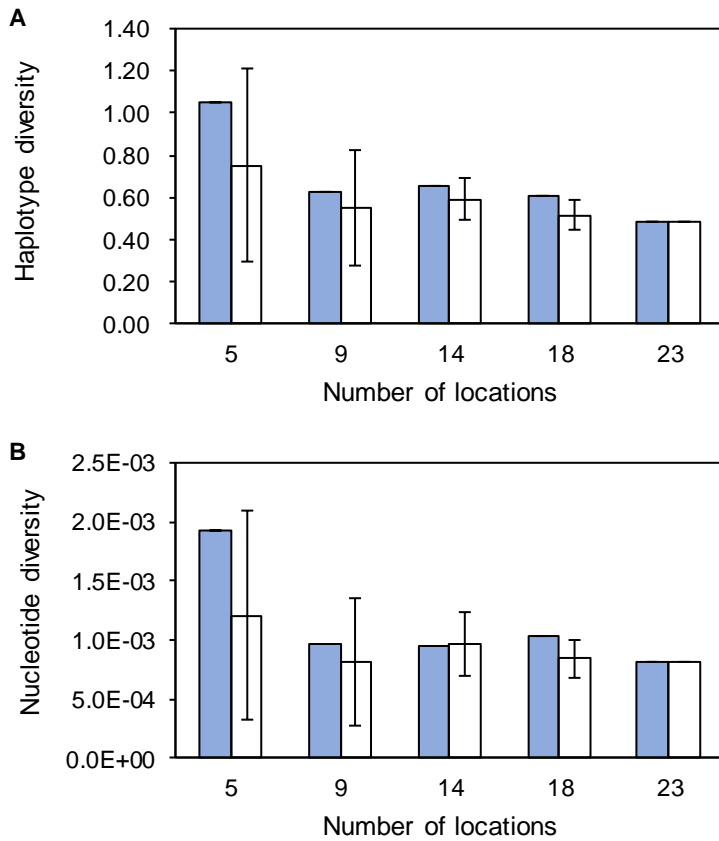 A
Haplotype diversity
1.40
1.20
1.00
0.80
0.60
0.40
0.20
0.00
5 9 14 18 23
Number of locations
B
Nucleotide diversity
2.5E-03
2.0E-03
1.5E-03
1.0E-03
5.0E-04
0.0E+00
5 9 14 18 23
Number of locations